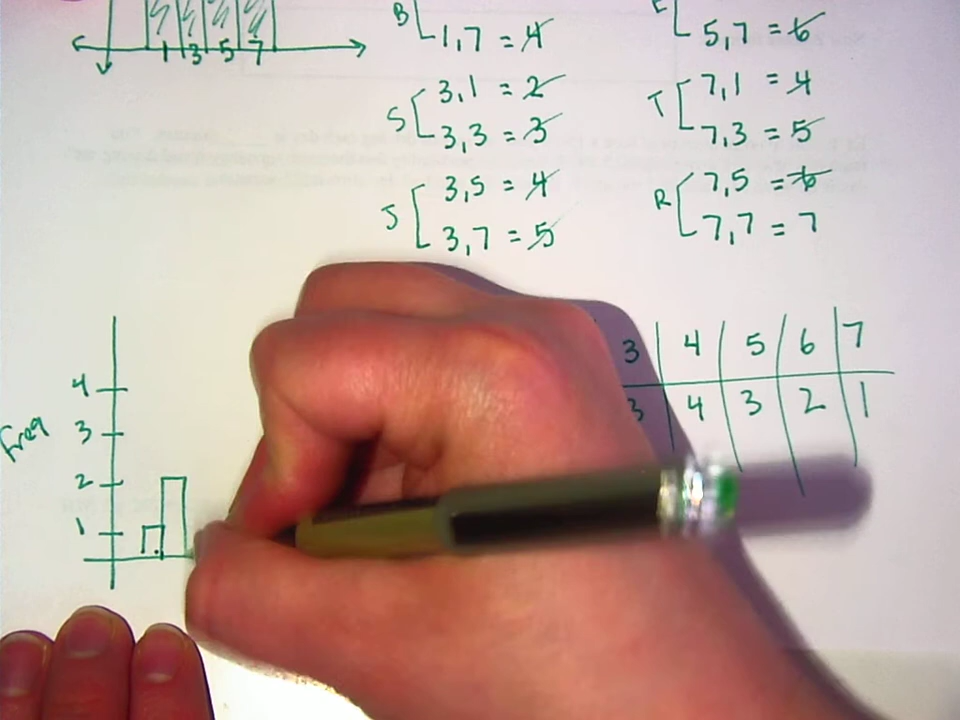 1 3 5 7
B 1,7 = 4
S 3,1 = 2
3,3 = 3
J 3,5 = 4
3,7 = 5
5,7 = 6
T 7,1 = 4
7,3 = 5
R 7,5 = 6
7,7 = 7
Freq
4
3
2
1
3 4 5 6 7
3 4 3 2 1